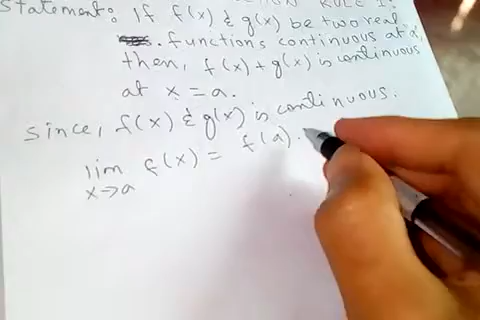 Statement: If f(x) & g(x) be two real
functions continuous at a,
then, f(x)+g(x) is continuous
at x = a.
Since, f(x) & g(x) is continuous.
lim f(x) = f(a).
x→a